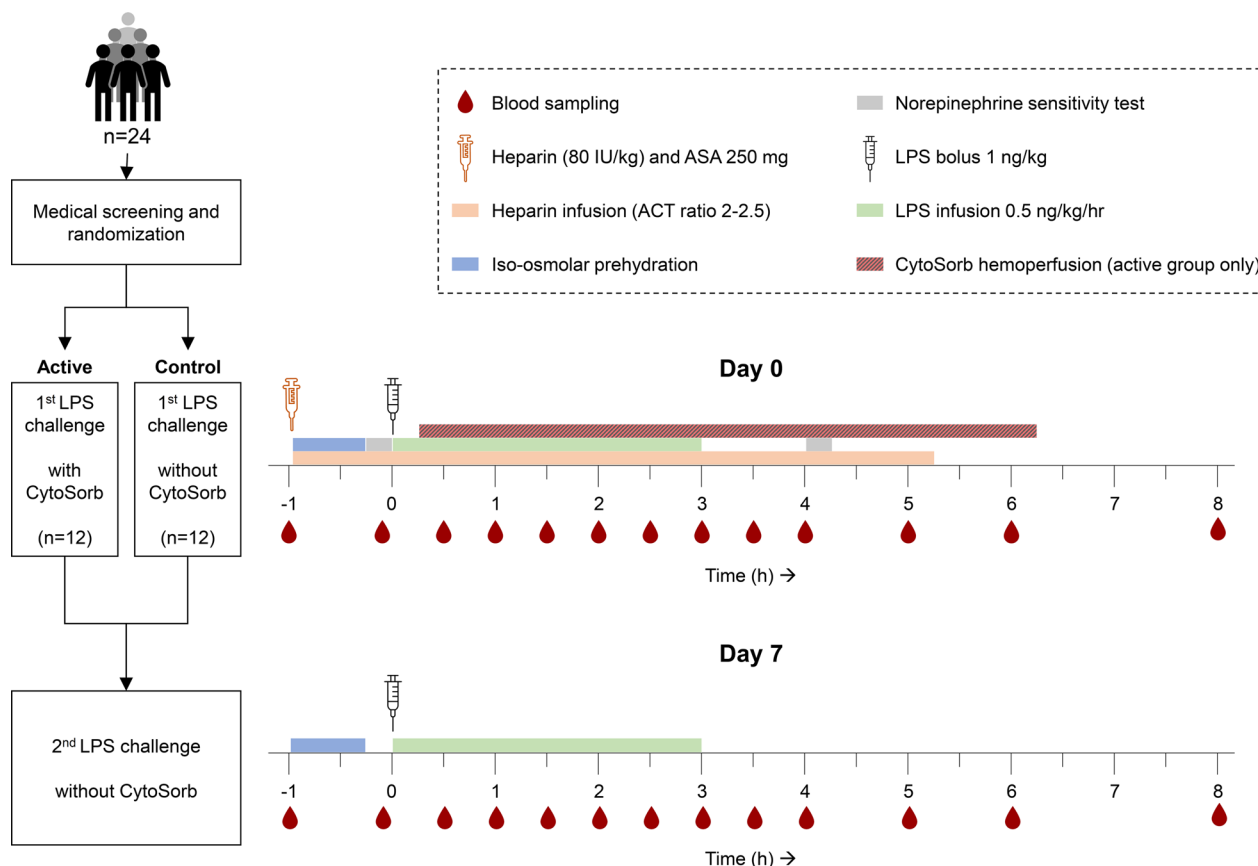 n=24
Medical screening and
randomization
Active
1st LPS
challenge
with
CytoSorb
(n=12)
Control
1st LPS
challenge
without
CytoSorb
(n=12)
2nd LPS challenge
without CytoSorb
Blood sampling
Norepinephrine sensitivity test
Heparin (80 IU/kg) and ASA 250 mg
LPS bolus 1 ng/kg
Heparin infusion (ACT ratio 2-2.5)
LPS infusion 0.5 ng/kg/hr
Iso-osmolar prehydration
CytoSorb hemoperfusion (active group only)
Day 0
-1 0 1 2 3 4 5 6 7 8
Time (h) →
Day 7
-1 0 1 2 3 4 5 6 7 8
Time (h) →